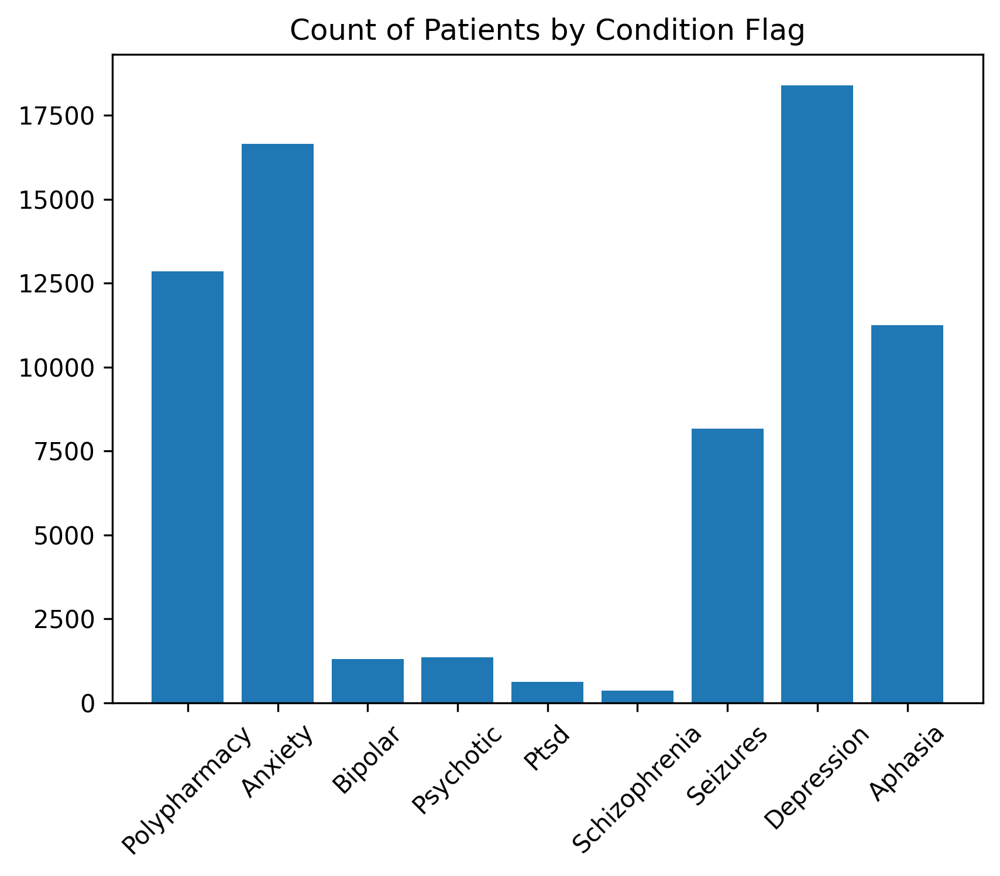 Count of Patients by Condition Flag
17500
15000
12500
10000
7500
5000
2500
0
Polypharmacy
Anxiety
Bipolar
Psychotic
Ptsd
Schizophrenia
Seizures
Depression
Aphasia